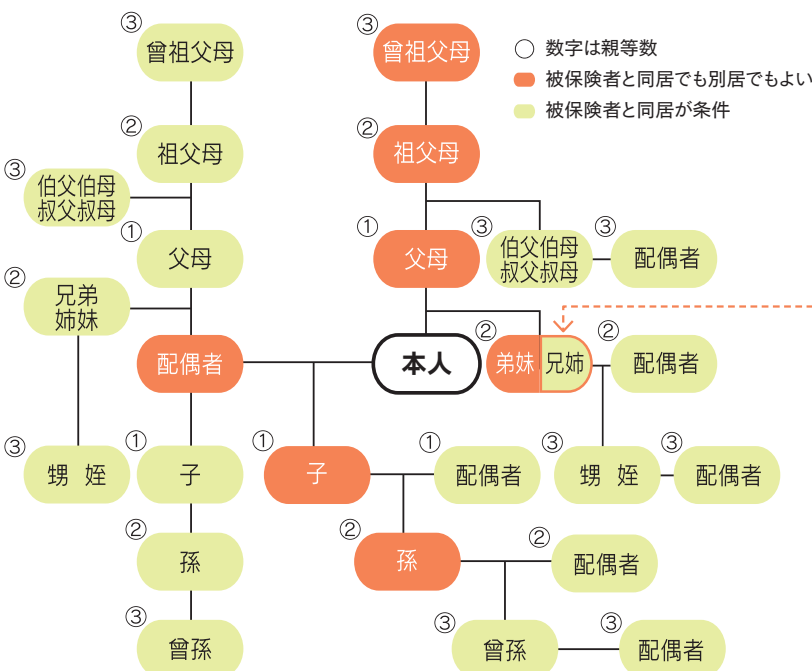 ③
曾祖父母
③
曾祖父母
○ 数字は親等数
被保険者と同居でも別居でもよい
被保険者と同居が条件
②
祖父母
②
祖父母
③
伯父伯母
叔父叔母
①
父母
①
父母
③
伯父伯母
叔父叔母
③
配偶者
②
兄弟
姉妹
配偶者
本人
②
弟妹
兄姉
②
配偶者
③
甥 姪
①
子
①
子
①
配偶者
③
甥 姪
③
配偶者
②
孫
②
孫
②
配偶者
③
曾孫
③
曾孫
③
配偶者